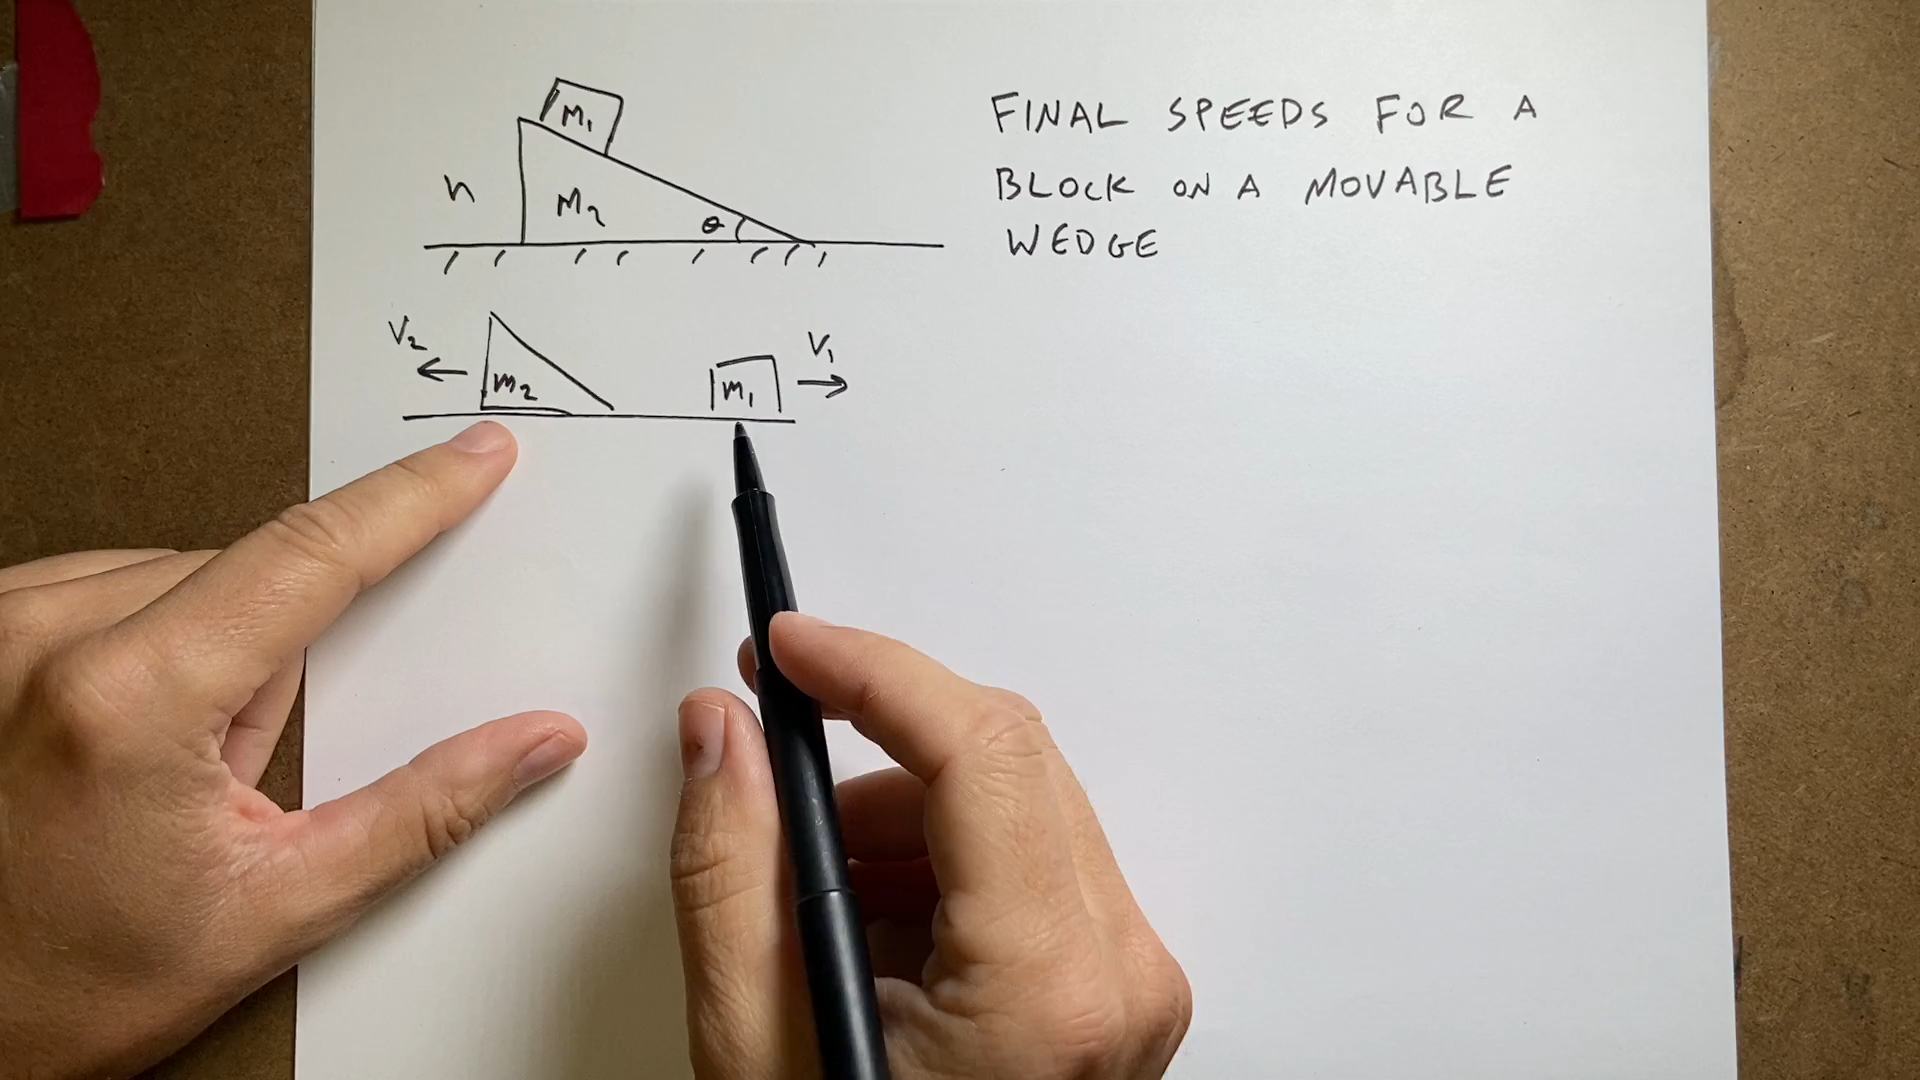 M₁
FINAL SPEEDS FOR A
h
M₂
θ
BLOCK ON A MOVABLE
WEDGE
V₂
V₁
m₂
m₁